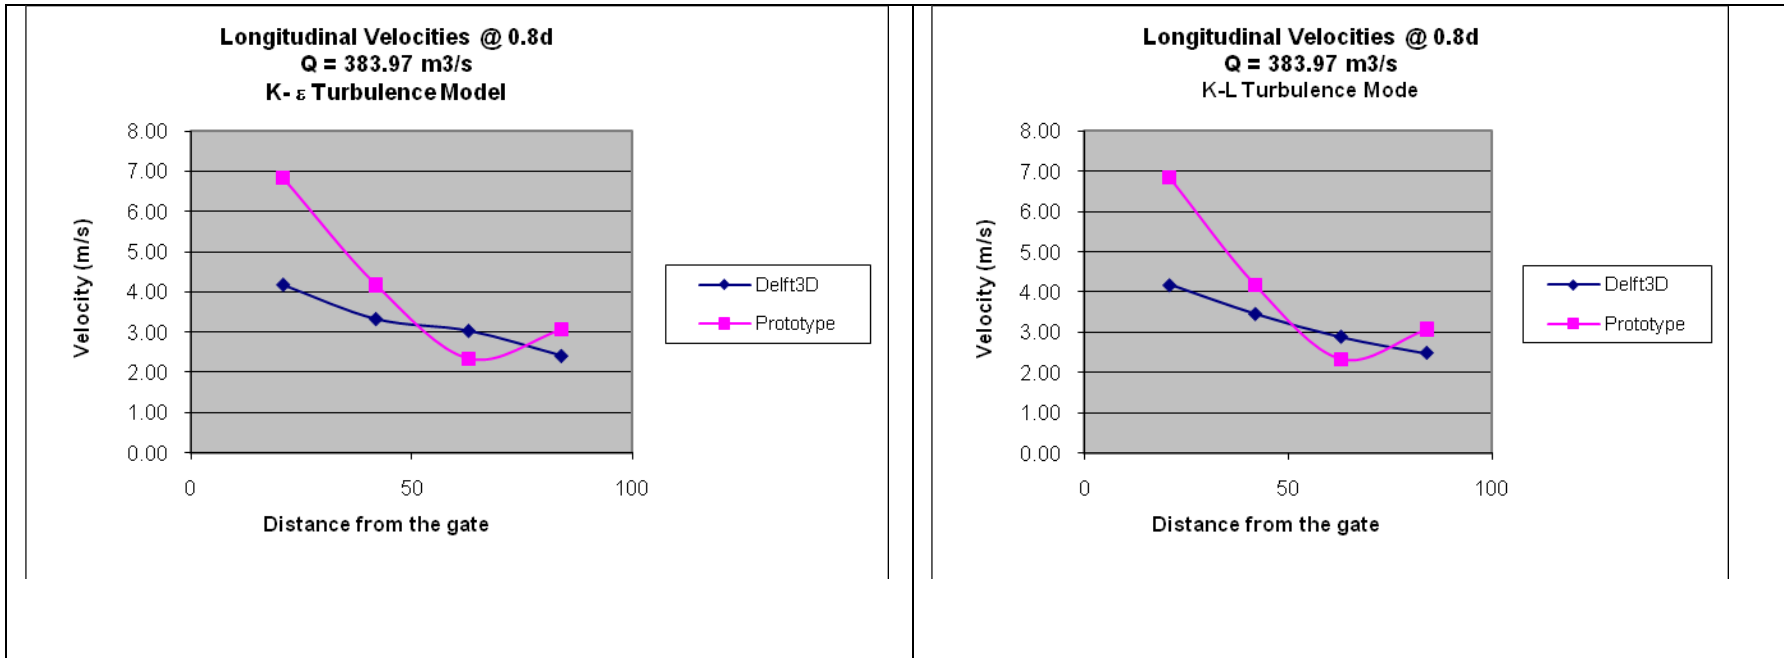 Longitudinal Velocities @ 0.8d
Q = 383.97 m3/s
K- ε Turbulence Model
8.00
7.00
6.00
5.00
4.00
3.00
2.00
1.00
0.00
Velocity (m/s)
0 50 100
Distance from the gate
Delft3D
Prototype
Longitudinal Velocities @ 0.8d
Q = 383.97 m3/s
K-L Turbulence Mode
8.00
7.00
6.00
5.00
4.00
3.00
2.00
1.00
0.00
Velocity (m/s)
0 50 100
Distance from the gate
Delft3D
Prototype